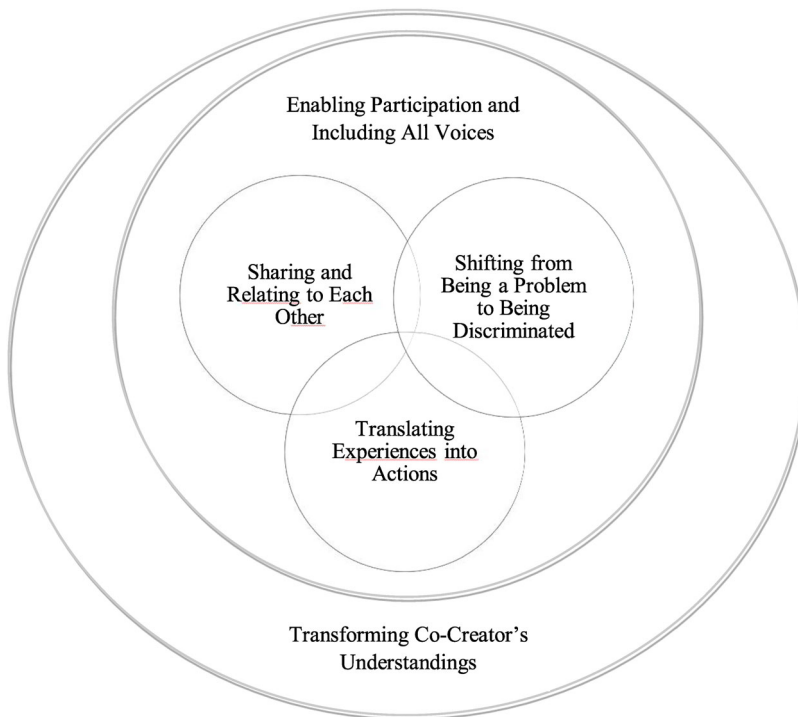 Enabling Participation and
Including All Voices
Sharing and
Relating to Each
Other
Shifting from
Being a Problem
to Being
Discriminated
Translating
Experiences into
Actions
Transforming Co-Creator’s
Understandings